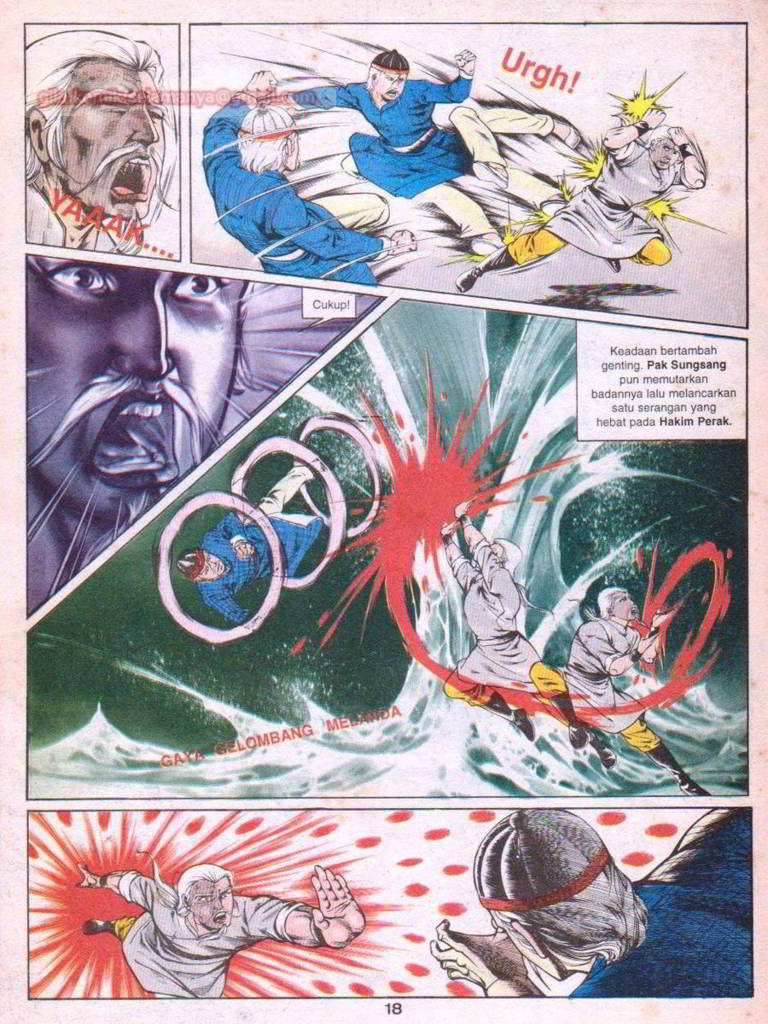 YAAAK....
Urgh!
Cukup!
Keadaan bertambah
genting. Pak Sungsang
pun memutarkan
badannya lalu melancarkan
satu serangan yang
hebat pada Hakim Perak.
GAYA GELOMBANG MELANDA
18